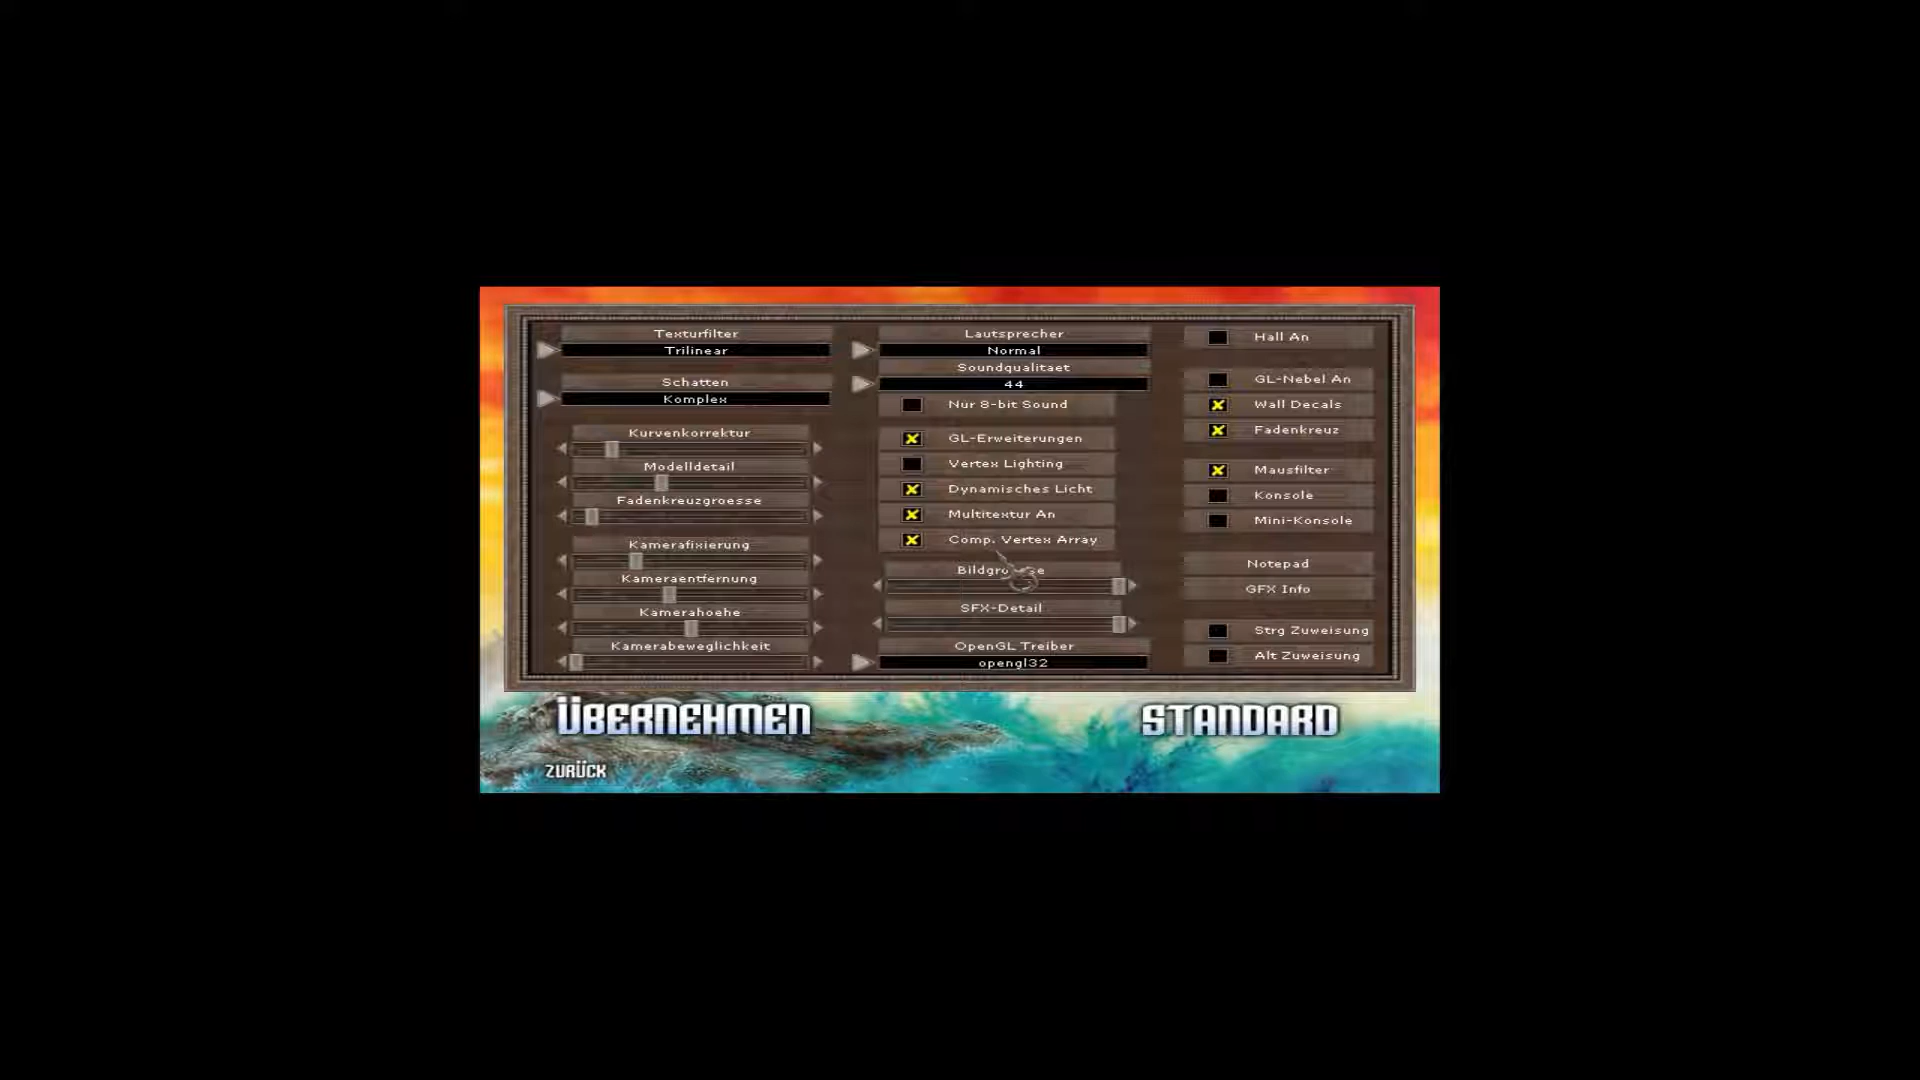 Texturfilter
Trilinear
Schatten
Komplex
Kurvenkorrektur
Modelldetail
Fadenkreuzgroesse
Kamerafixierung
Kameraentfernung
Kamerahoehe
Kamerabeweglichkeit
Lautsprecher
Normal
Soundqualitaet
44
Nur 8-bit Sound
GL-Erweiterungen
Vertex Lighting
Dynamisches Licht
Multitextur An
Comp. Vertex Array
SFX-Detail
OpenGL Treiber
opengl32
Hall An
GL-Nebel An
Wall Decals
Fadenkreuz
Mausfilter
Konsole
Mini-Konsole
Notepad
GFX Info
Strg Zuweisung
Alt Zuweisung
ÜBERNEHMEN
STANDARD
ZURÜCK